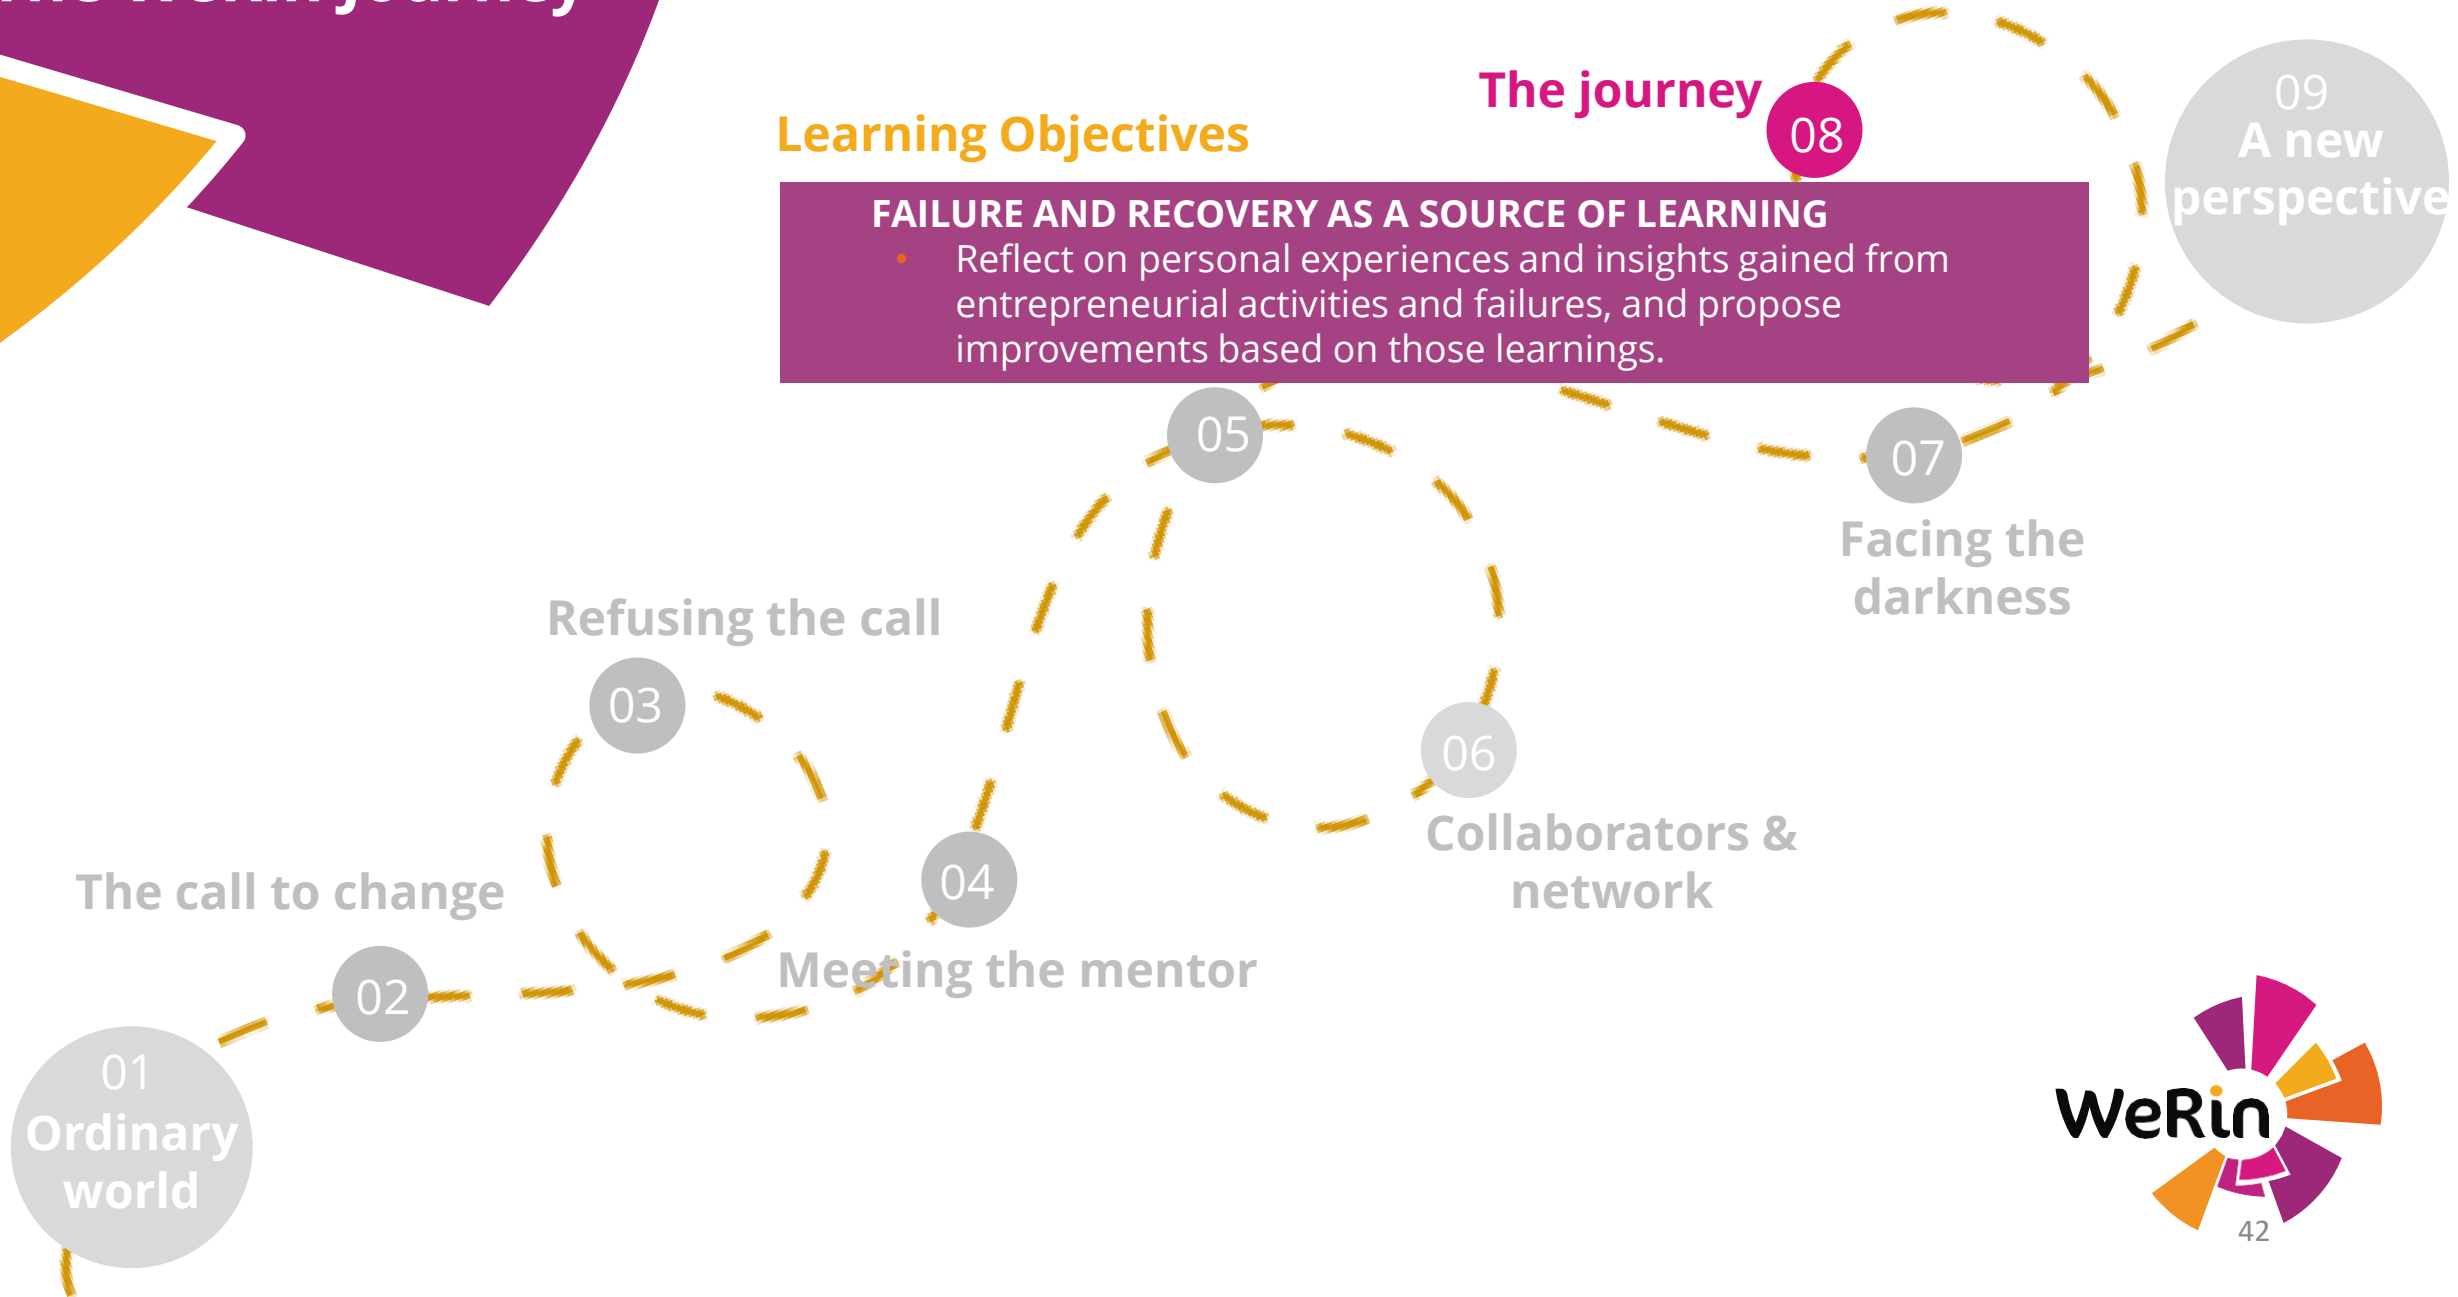 The WeRin journey
Learning Objectives
The journey
08
09
A new
perspective
FAILURE AND RECOVERY AS A SOURCE OF LEARNING
• Reflect on personal experiences and insights gained from
entrepreneurial activities and failures, and propose
improvements based on those learnings.
05
07
Facing the
darkness
Refusing the call
03
06
Collaborators &
network
04
The call to change
Meeting the mentor
02
01
Ordinary
world
WeRin
42